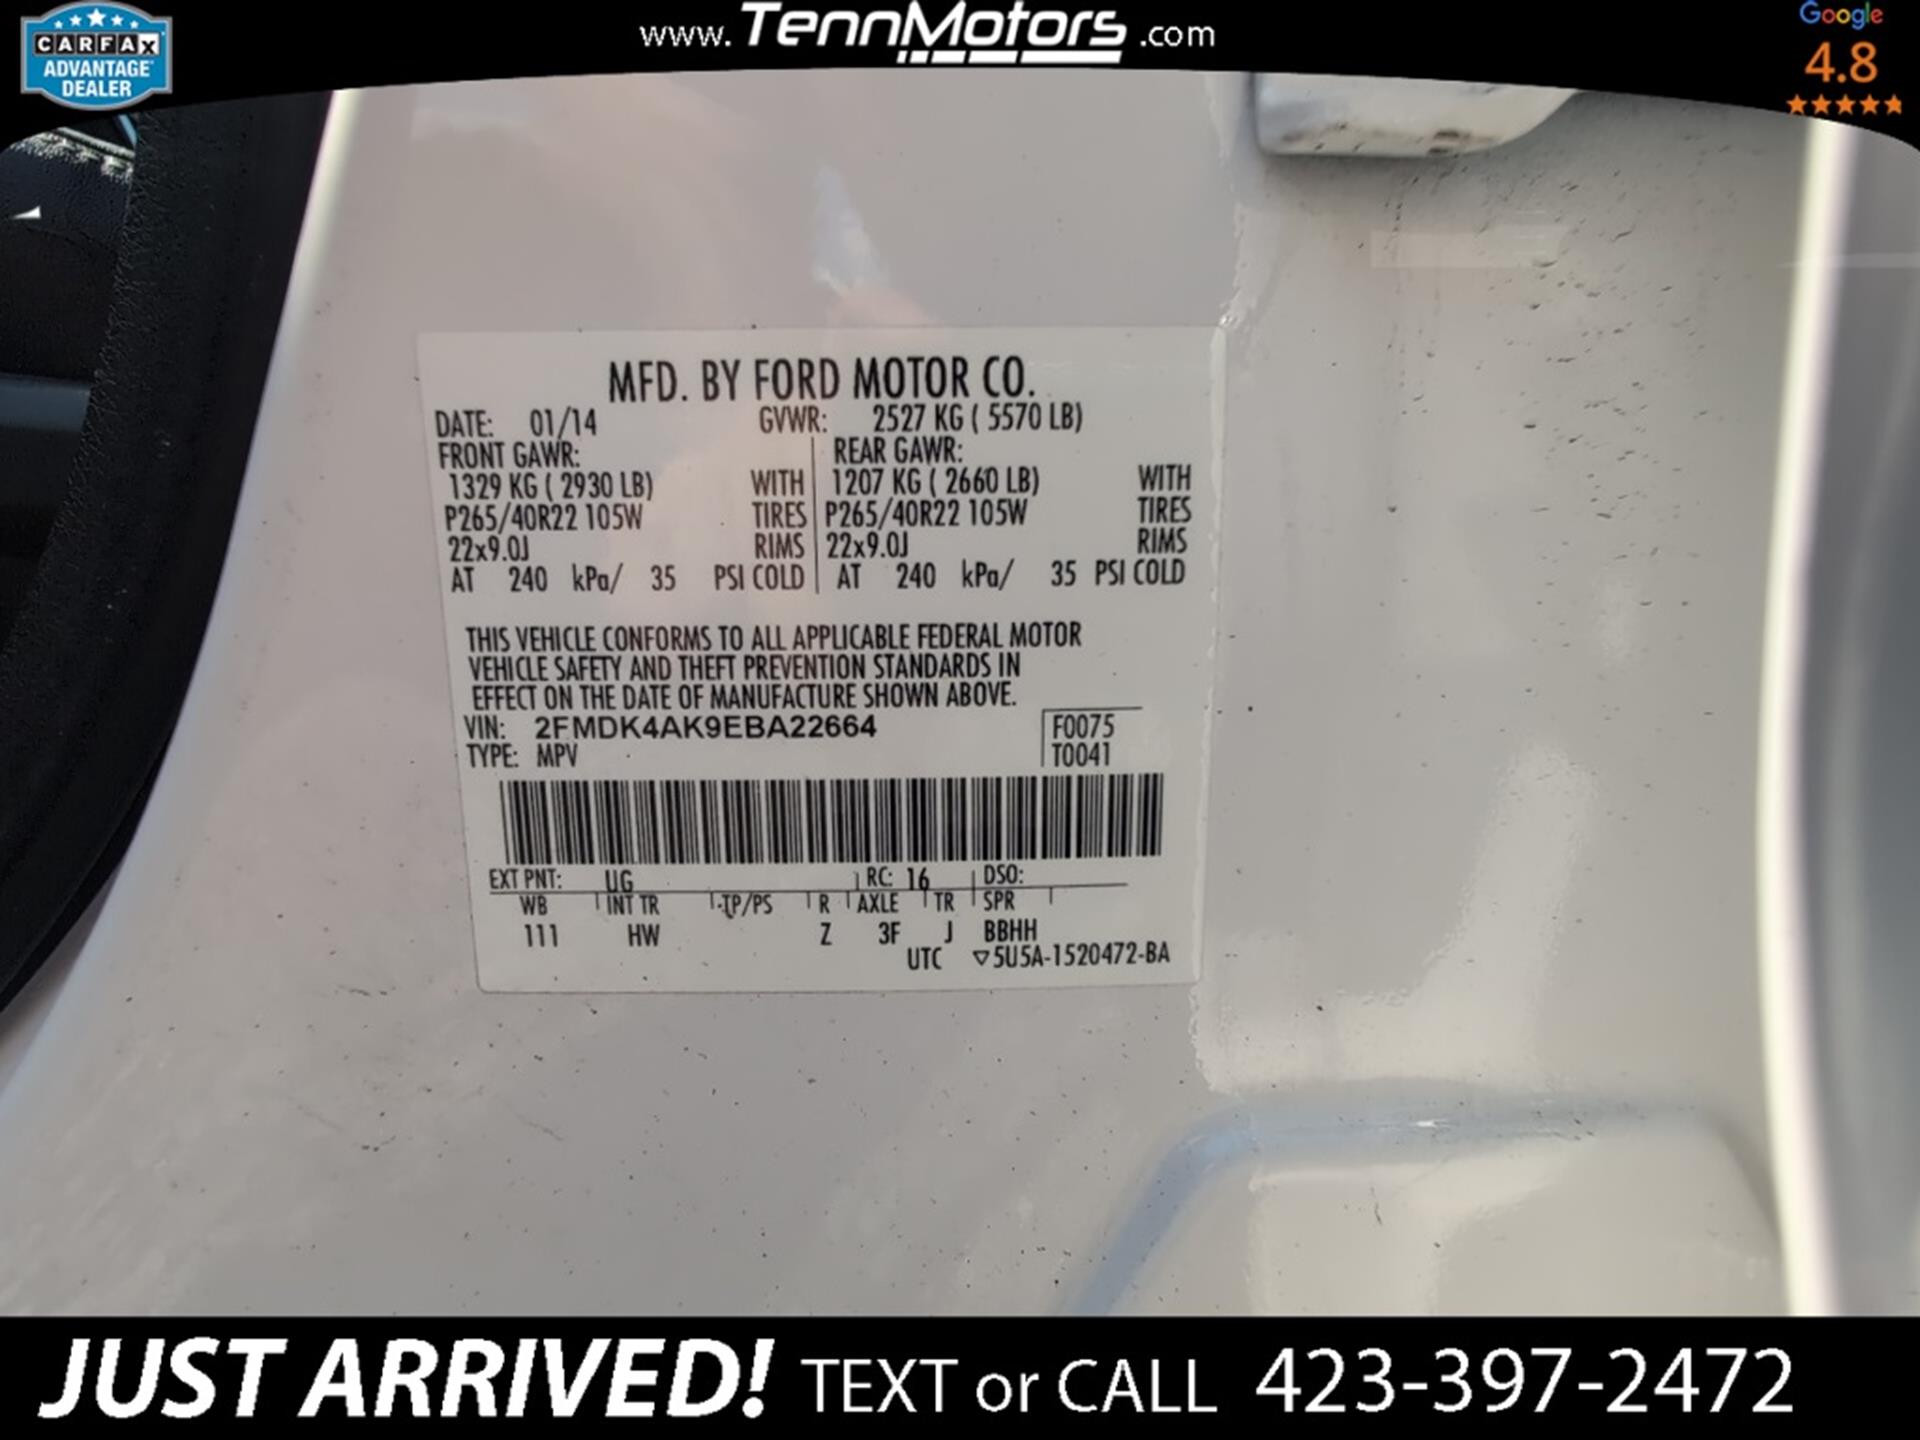 CARFAX
ADVANTAGE
DEALER
www.TennMotors.com
Google
4.8
MFD. BY FORD MOTOR CO.
DATE: 01/14 GVWR: 2527 KG ( 5570 LB)
FRONT GAWR: REAR GAWR:
1329 KG ( 2930 LB) WITH 1207 KG ( 2660 LB) WITH
P265/40R22 105W TIRES P265/40R22 105W TIRES
22x9.0J RIMS 22x9.0J RIMS
AT 240 kPa/ 35 PSI COLD AT 240 kPa/ 35 PSI COLD
THIS VEHICLE CONFORMS TO ALL APPLICABLE FEDERAL MOTOR
VEHICLE SAFETY AND THEFT PREVENTION STANDARDS IN
EFFECT ON THE DATE OF MANUFACTURE SHOWN ABOVE.
VIN: 2FMDK4AK9EBA22664 F0075
TYPE: MPV T0041
EXT PNT: UG RC: 16 DSO:
WB INT TR TP/PS R AXLE TR SPR
111 HW Z 3F J BBHH
UTC ▽5U5A-1520472-BA
JUST ARRIVED! TEXT or CALL 423-397-2472